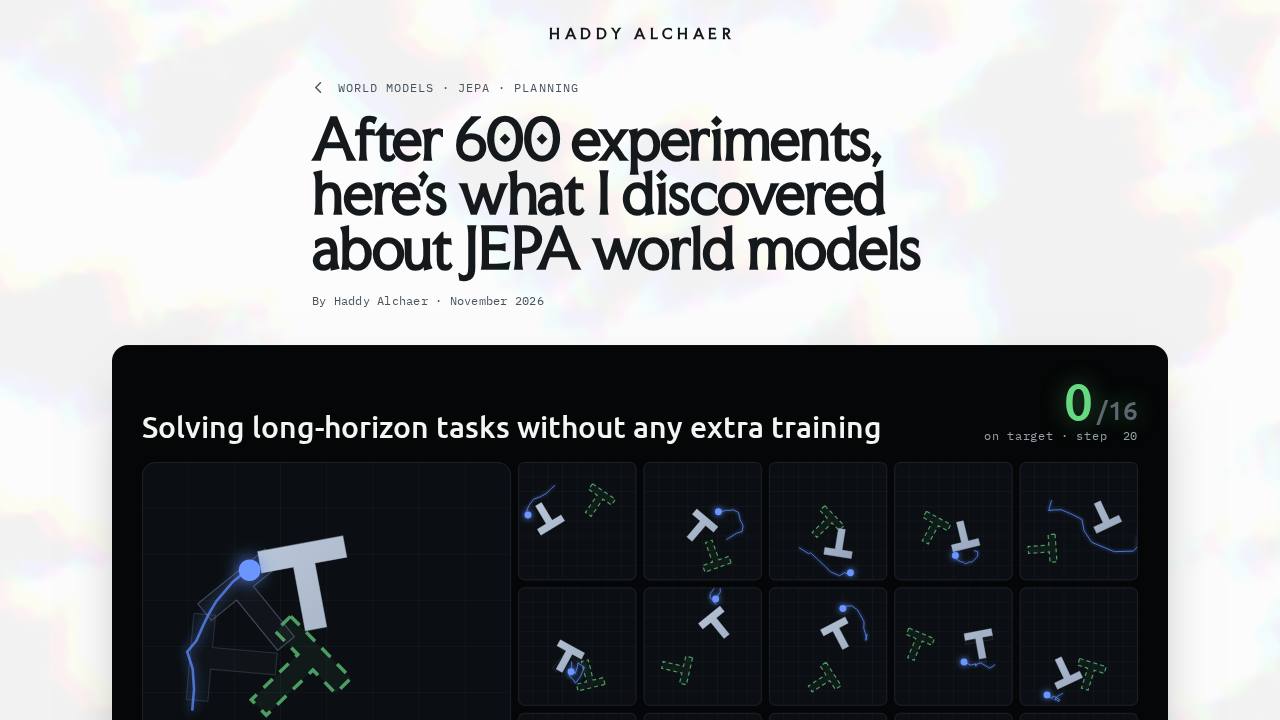 HADDY ALCHAER
WORLD MODELS · JEPA · PLANNING
After 600 experiments,
here’s what I discovered
about JEPA world models
By Haddy Alchaer · November 2026
Solving long-horizon tasks without any extra training
0/16
on target · step 20